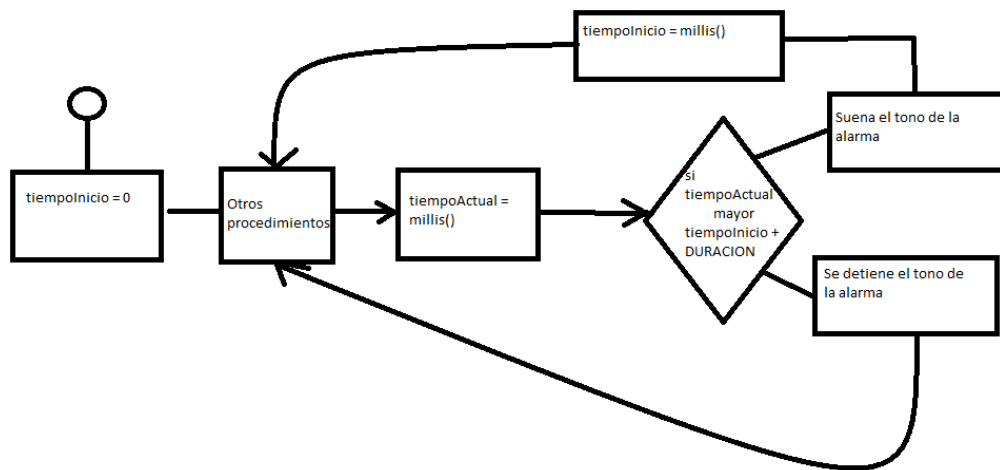 tiempoInicio = 0
Otros
procedimientos
tiempoActual =
millis()
si
tiempoActual
mayor
tiempoInicio +
DURACION
Suena el tono de la
alarma
tiempoInicio = millis()
Se detiene el tono de
la alarma